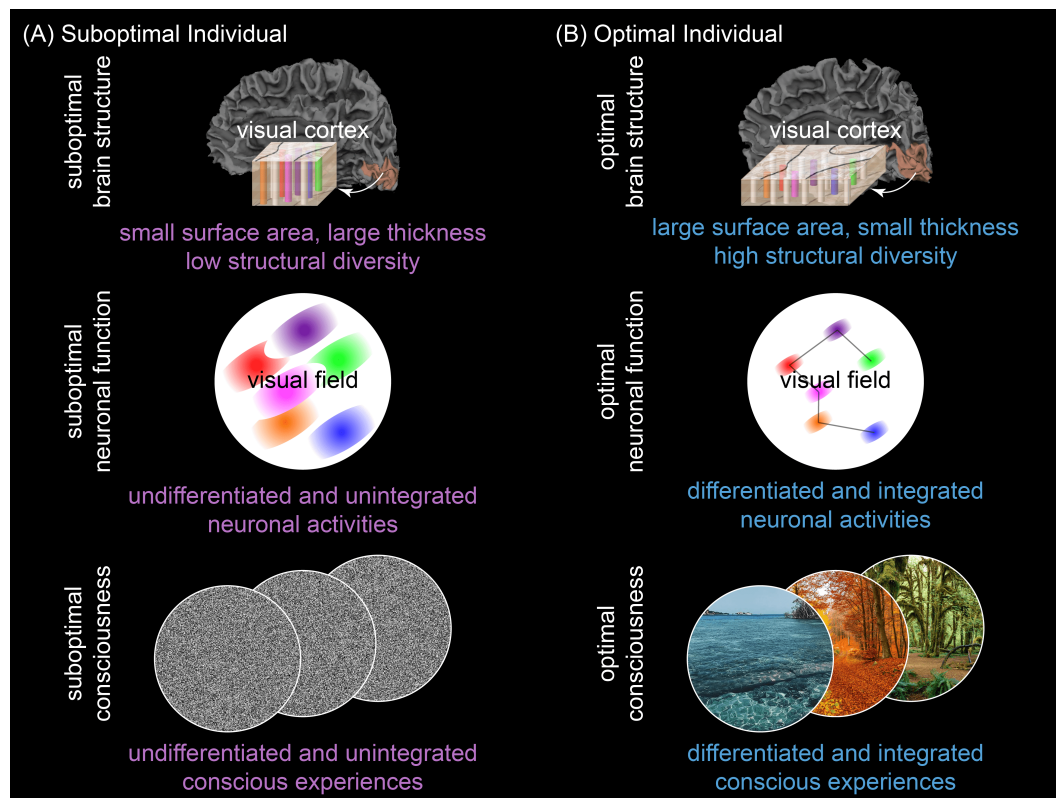 (A) Suboptimal Individual
suboptimal
brain structure
visual cortex
small surface area, large thickness
low structural diversity
suboptimal
neuronal function
visual field
undifferentiated and unintegrated
neuronal activities
suboptimal
consciousness
undifferentiated and unintegrated
conscious experiences
(B) Optimal Individual
optimal
brain structure
visual cortex
large surface area, small thickness
high structural diversity
optimal
neuronal function
visual field
differentiated and integrated
neuronal activities
optimal
consciousness
differentiated and integrated
conscious experiences